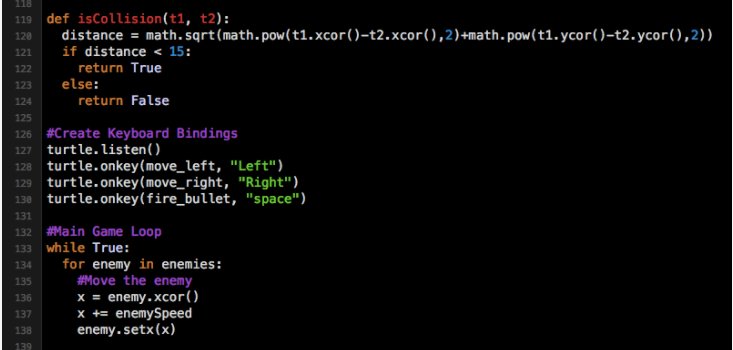 118
119 def isCollision(t1, t2):
120   distance = math.sqrt(math.pow(t1.xcor()-t2.xcor(),2)+math.pow(t1.ycor()-t2.ycor(),2))
121   if distance < 15:
122     return True
123   else:
124     return False
125
126 #Create Keyboard Bindings
127 turtle.listen()
128 turtle.onkey(move_left, "Left")
129 turtle.onkey(move_right, "Right")
130 turtle.onkey(fire_bullet, "space")
131
132 #Main Game Loop
133 while True:
134   for enemy in enemies:
135     #Move the enemy
136     x = enemy.xcor()
137     x += enemySpeed
138     enemy.setx(x)
139